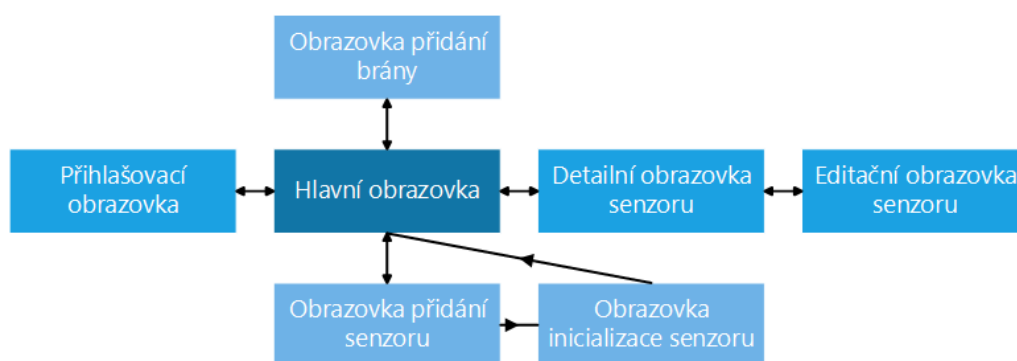 Obrazovka přidání
brány
Přihlašovací
obrazovka
Hlavní obrazovka
Detailní obrazovka
senzoru
Editační obrazovka
senzoru
Obrazovka přidání
senzoru
Obrazovka
inicializace senzoru